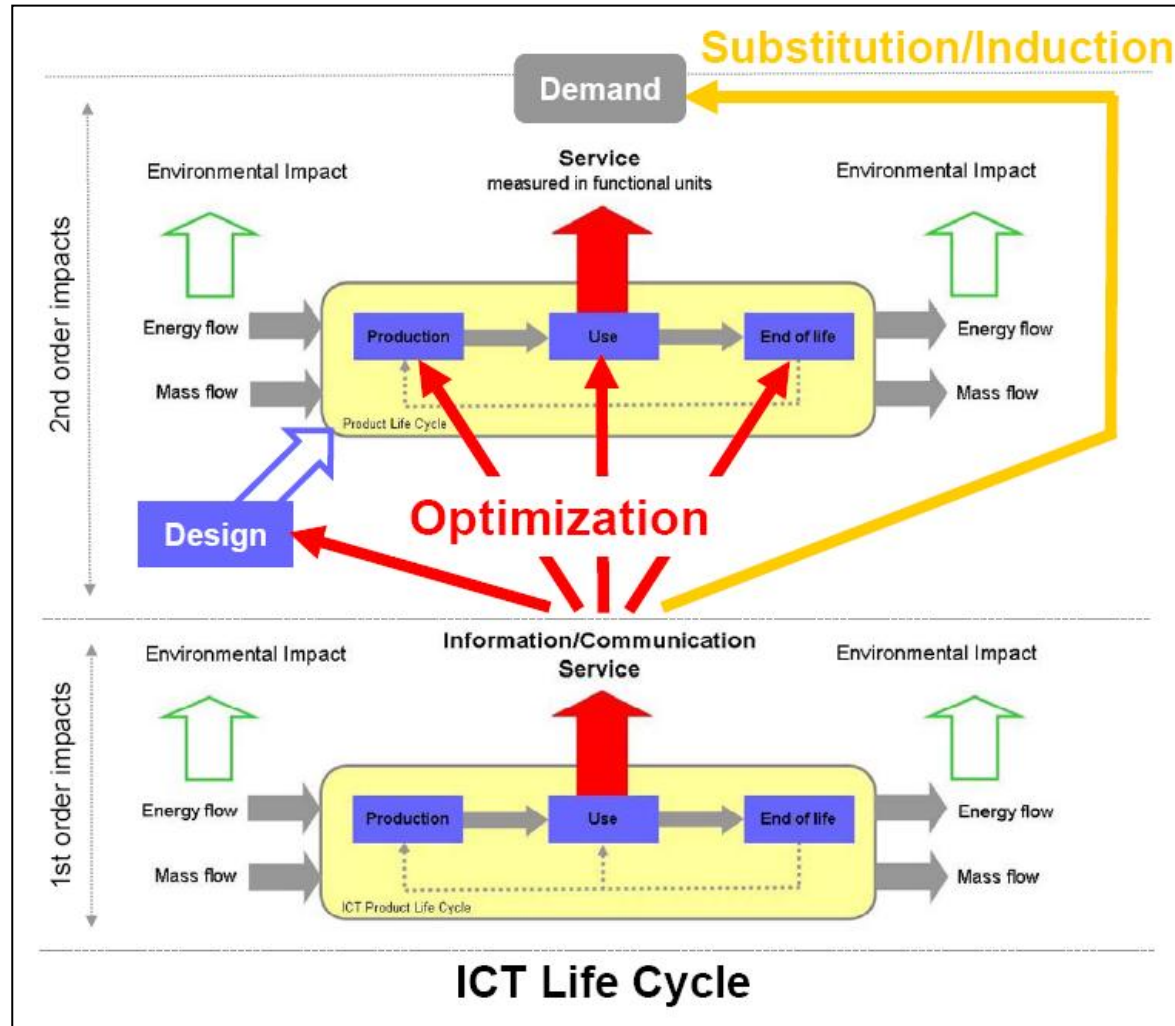 Substitution/Induction
Demand
2nd order impacts
Environmental Impact
Service
measured in functional units
Environmental Impact
Energy flow
Mass flow
Production
Use
End of life
Product Life Cycle
Energy flow
Mass flow
Design
Optimization
1st order impacts
Environmental Impact
Information/Communication
Service
Environmental Impact
Energy flow
Mass flow
Production
Use
End of life
ICT Product Life Cycle
Energy flow
Mass flow
ICT Life Cycle